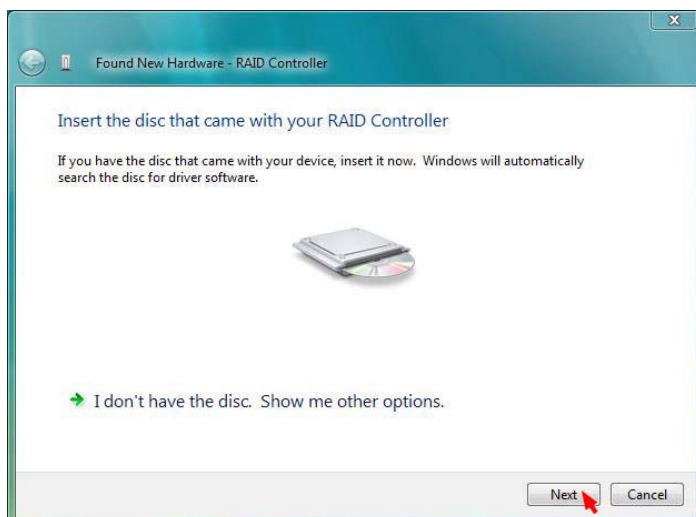 Found New Hardware - RAID Controller
Insert the disc that came with your RAID Controller
If you have the disc that came with your device, insert it now.  Windows will automatically
search the disc for driver software.
I don't have the disc.  Show me other options.
Next
Cancel